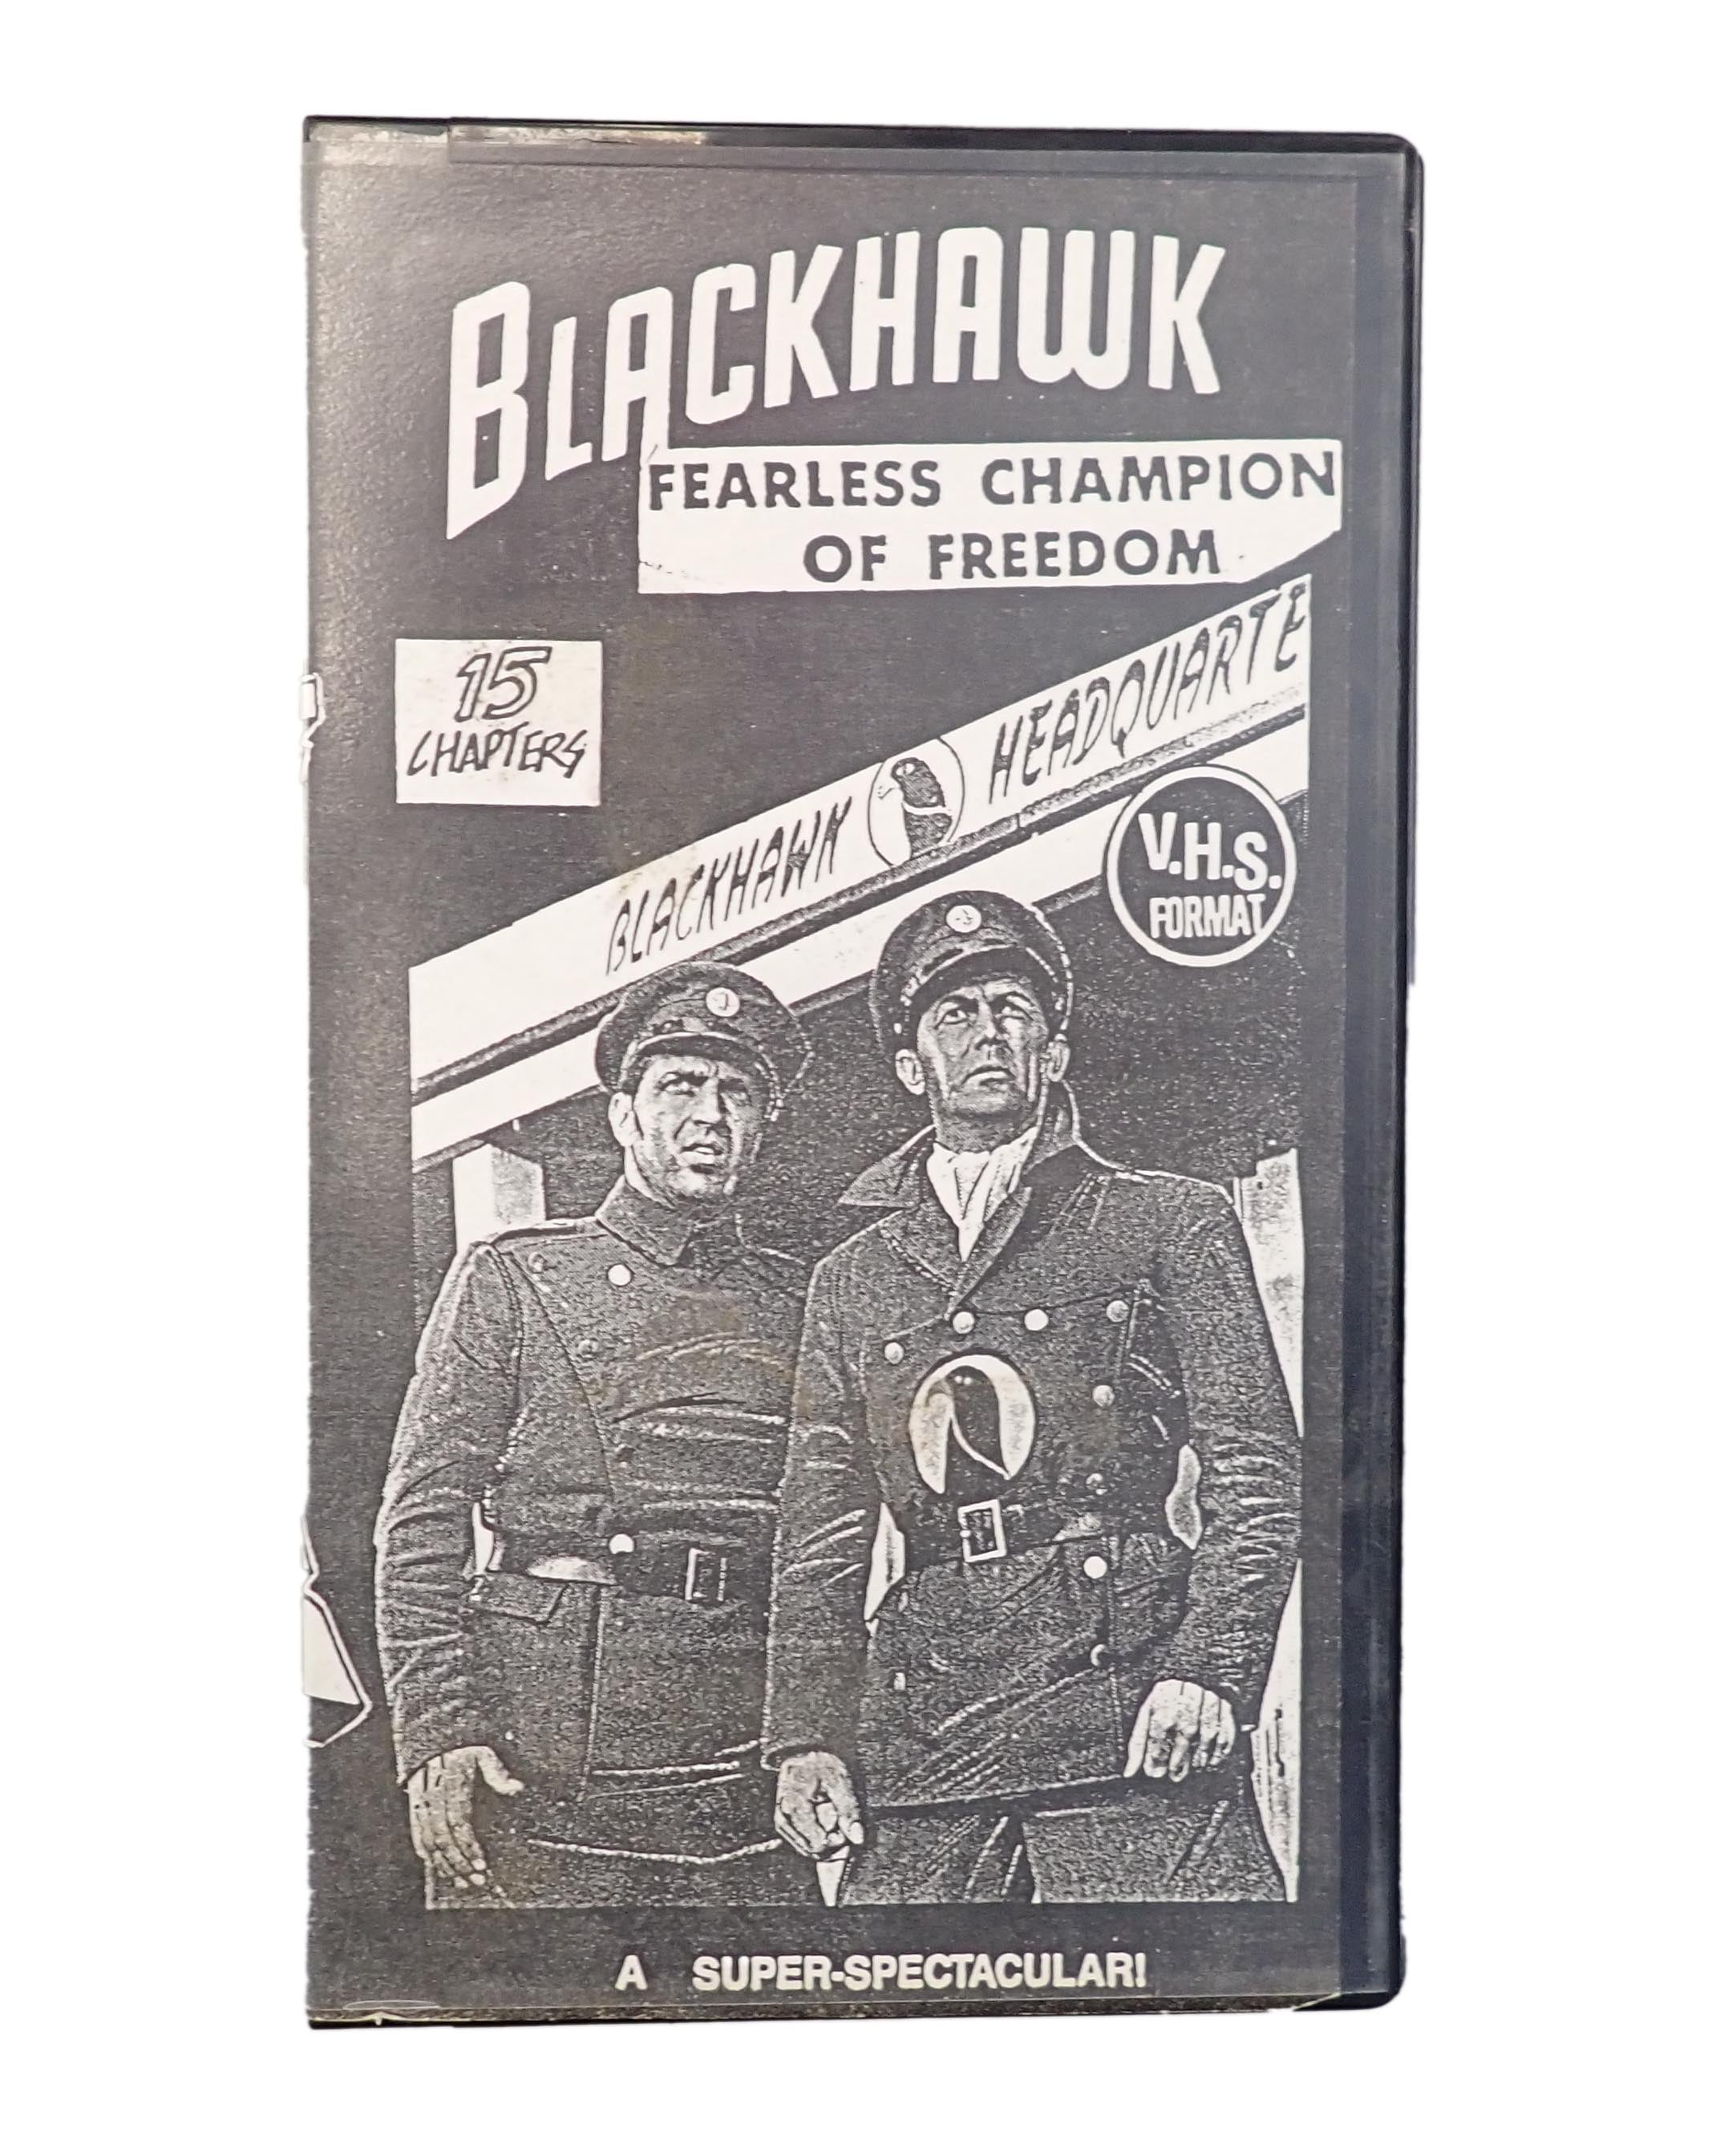 BLACKHAWK
FEARLESS CHAMPION
OF FREEDOM
15
CHAPTERS
BLACKHAWK HEADQUARTE
V.H.S.
FORMAT
A SUPER-SPECTACULAR!